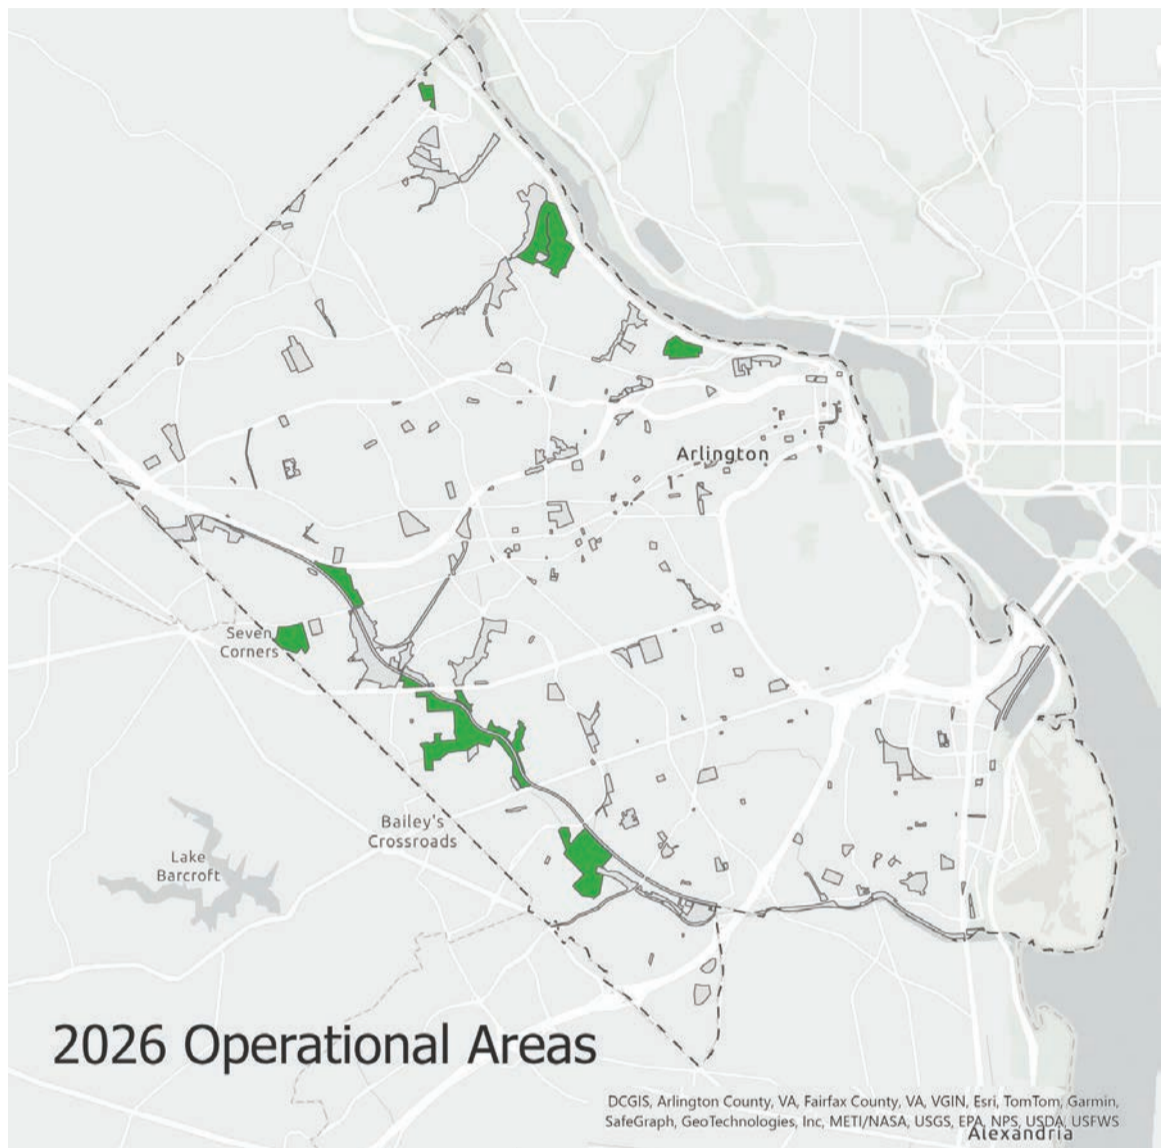 Arlington
Seven
Corners
Bailey's
Crossroads
Lake
Barcroft
2026 Operational Areas
DCGIS, Arlington County, VA, Fairfax County, VA, VGIN, Esri, TomTom, Garmin,
SafeGraph, GeoTechnologies, Inc, METI/NASA, USGS, EPA, NPS, USDA, USFWS
Alexandria